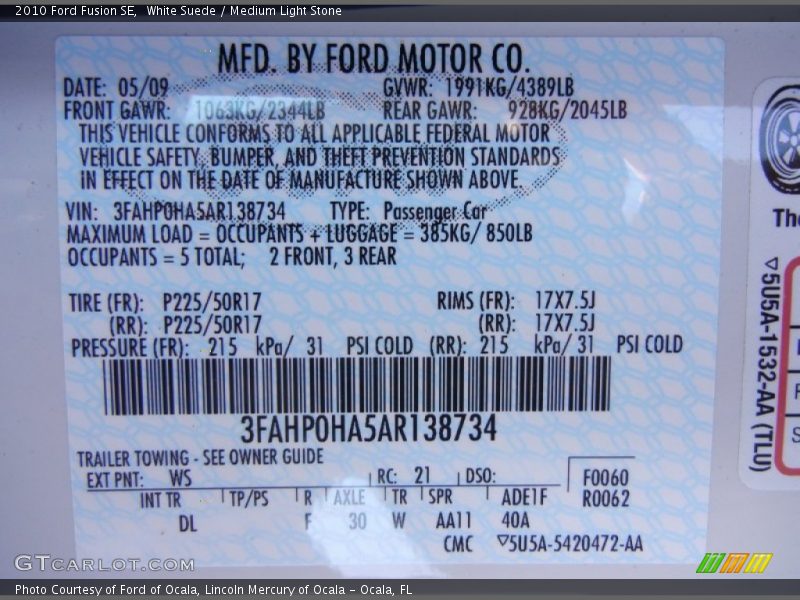 2010 Ford Fusion SE, White Suede / Medium Light Stone
MFD. BY FORD MOTOR CO.
DATE: 05/09 GVWR: 1991KG/4389LB
FRONT GAWR: 1063KG/2344LB REAR GAWR: 928KG/2045LB
THIS VEHICLE CONFORMS TO ALL APPLICABLE FEDERAL MOTOR
VEHICLE SAFETY, BUMPER, AND THEFT PREVENTION STANDARDS
IN EFFECT ON THE DATE OF MANUFACTURE SHOWN ABOVE.
VIN: 3FAHP0HA5AR138734 TYPE: Passenger Car
MAXIMUM LOAD = OCCUPANTS + LUGGAGE = 385KG/ 850LB
OCCUPANTS = 5 TOTAL; 2 FRONT, 3 REAR
TIRE (FR): P225/50R17 RIMS (FR): 17X7.5J
(RR): P225/50R17 (RR): 17X7.5J
PRESSURE (FR): 215 kPa/ 31 PSI COLD (RR): 215 kPa/ 31 PSI COLD
3FAHP0HA5AR138734
TRAILER TOWING - SEE OWNER GUIDE
EXT PNT: WS RC: 21 DSO: F0060
INT TR TP/PS R AXLE TR SPR ADE1F R0062
DL F 30 W AA11 40A
CMC ▽5U5A-5420472-AA
▽5U5A-1532-AA (TLU)
GTCARLOT.COM
Photo Courtesy of Ford of Ocala, Lincoln Mercury of Ocala - Ocala, FL